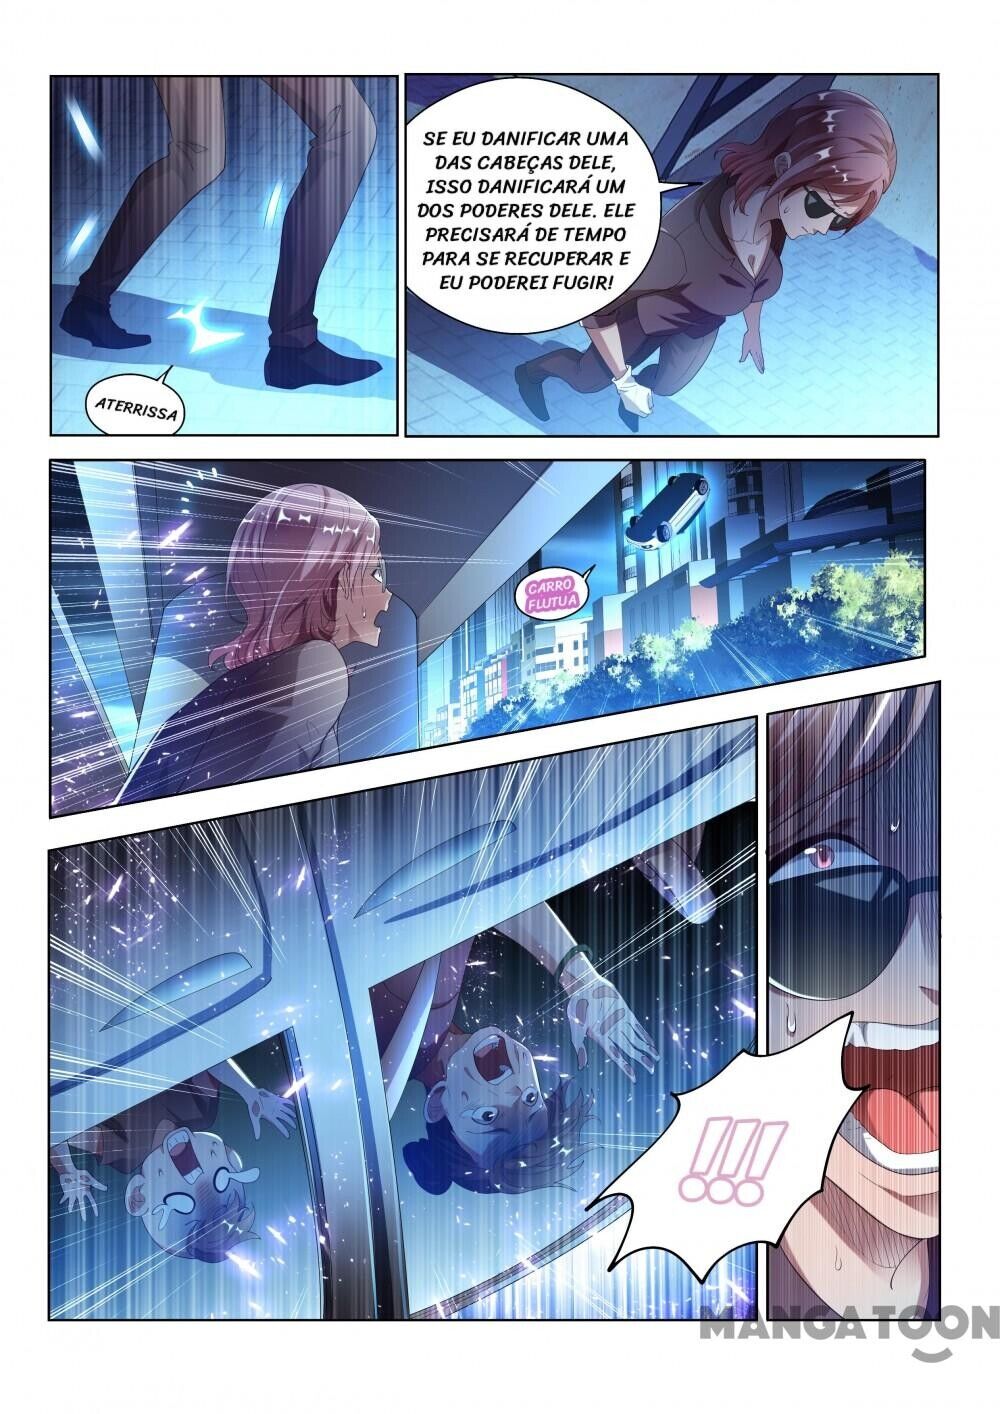 SE EU DANIFICAR UMA
DAS CABEÇAS DELE,
ISSO DANIFICARÁ UM
DOS PODERES DELE. ELE
PRECISARÁ DE TEMPO
PARA SE RECUPERAR E
EU PODEREI FUGIR!
ATERRISSA
CARRO
FLUTUA
!!!!
MANGATOON